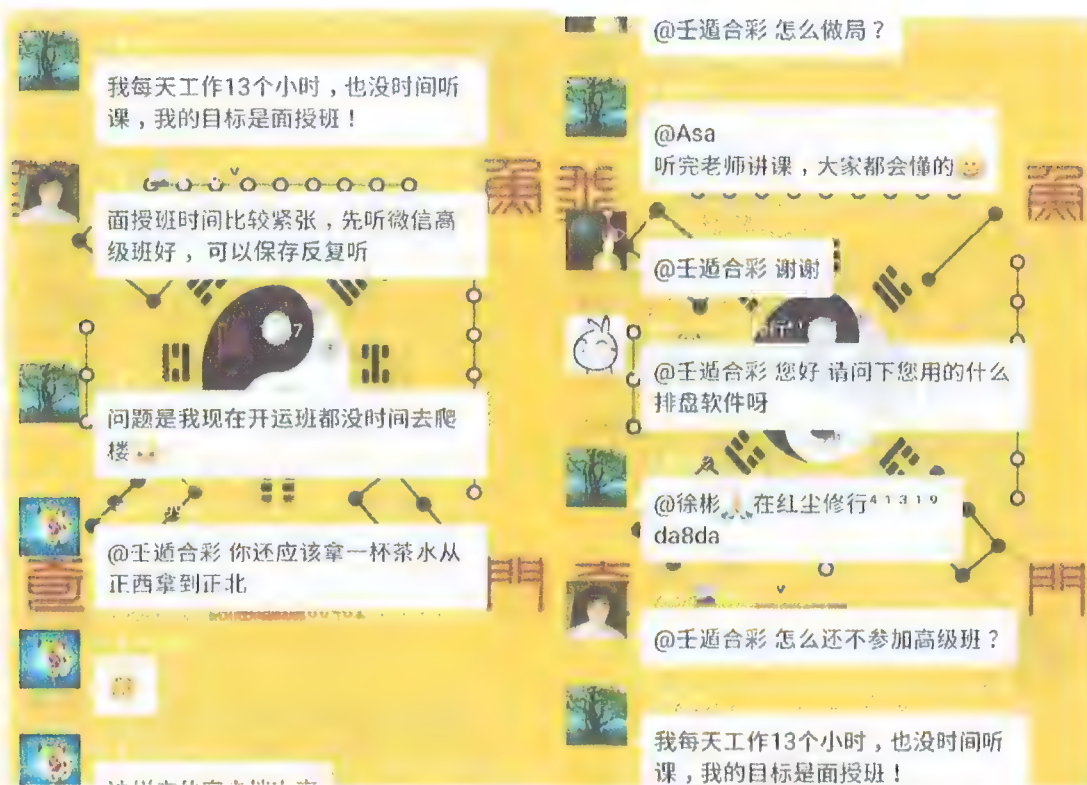 我每天工作13个小时，也没时间听
课，我的目标是面授班！
面授班时间比较紧张，先听微信高
级班好，可以保存反复听
问题是我现在开运班都没时间去爬
楼
@壬遁合彩 你还应该拿一杯茶水从
正西拿到正北
奇
門
@壬遁合彩 怎么做局？
@Asa
听完老师讲课，大家都会懂的
@壬遁合彩 谢谢
@壬遁合彩 您好 请问下您用的什么
排盘软件呀
@徐彬 在红尘修行⁴¹³¹⁹
da8da
@壬遁合彩 怎么还不参加高级班？
門
我每天工作13个小时，也没时间听
课，我的目标是面授班！